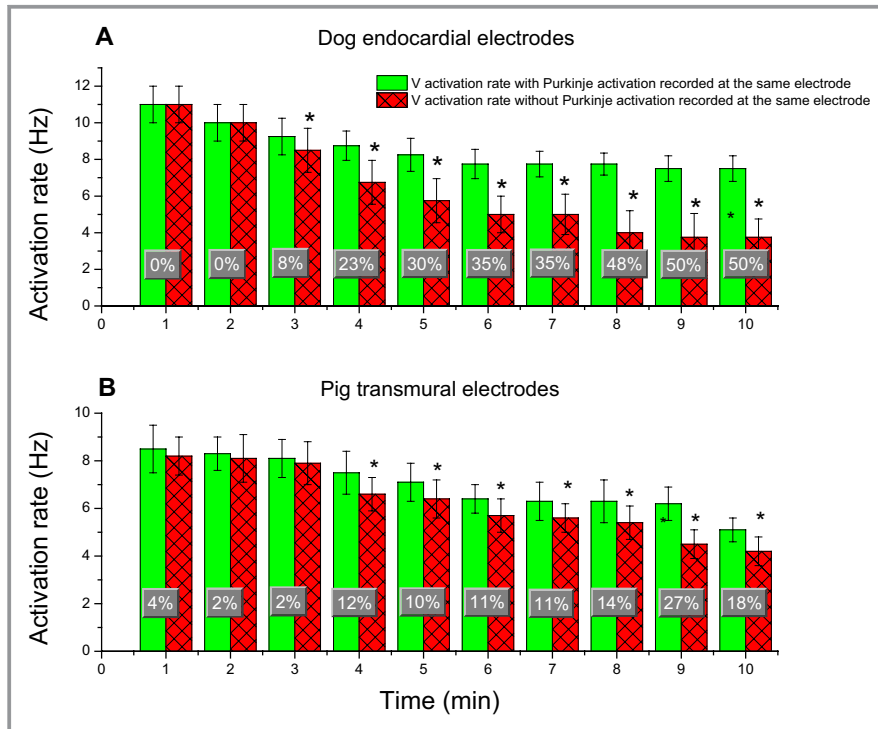 A
Dog endocardial electrodes
V activation rate with Purkinje activation recorded at the same electrode
V activation rate without Purkinje activation recorded at the same electrode
Activation rate (Hz)
12
10
8
6
4
2
0
* * * * * * * * *
0% 0% 8% 23% 30% 35% 35% 48% 50% 50%
0 1 2 3 4 5 6 7 8 9 10
B
Pig transmural electrodes
Activation rate (Hz)
10
8
6
4
2
0
* * * * * * * *
4% 2% 2% 12% 10% 11% 11% 14% 27% 18%
0 1 2 3 4 5 6 7 8 9 10
Time (min)